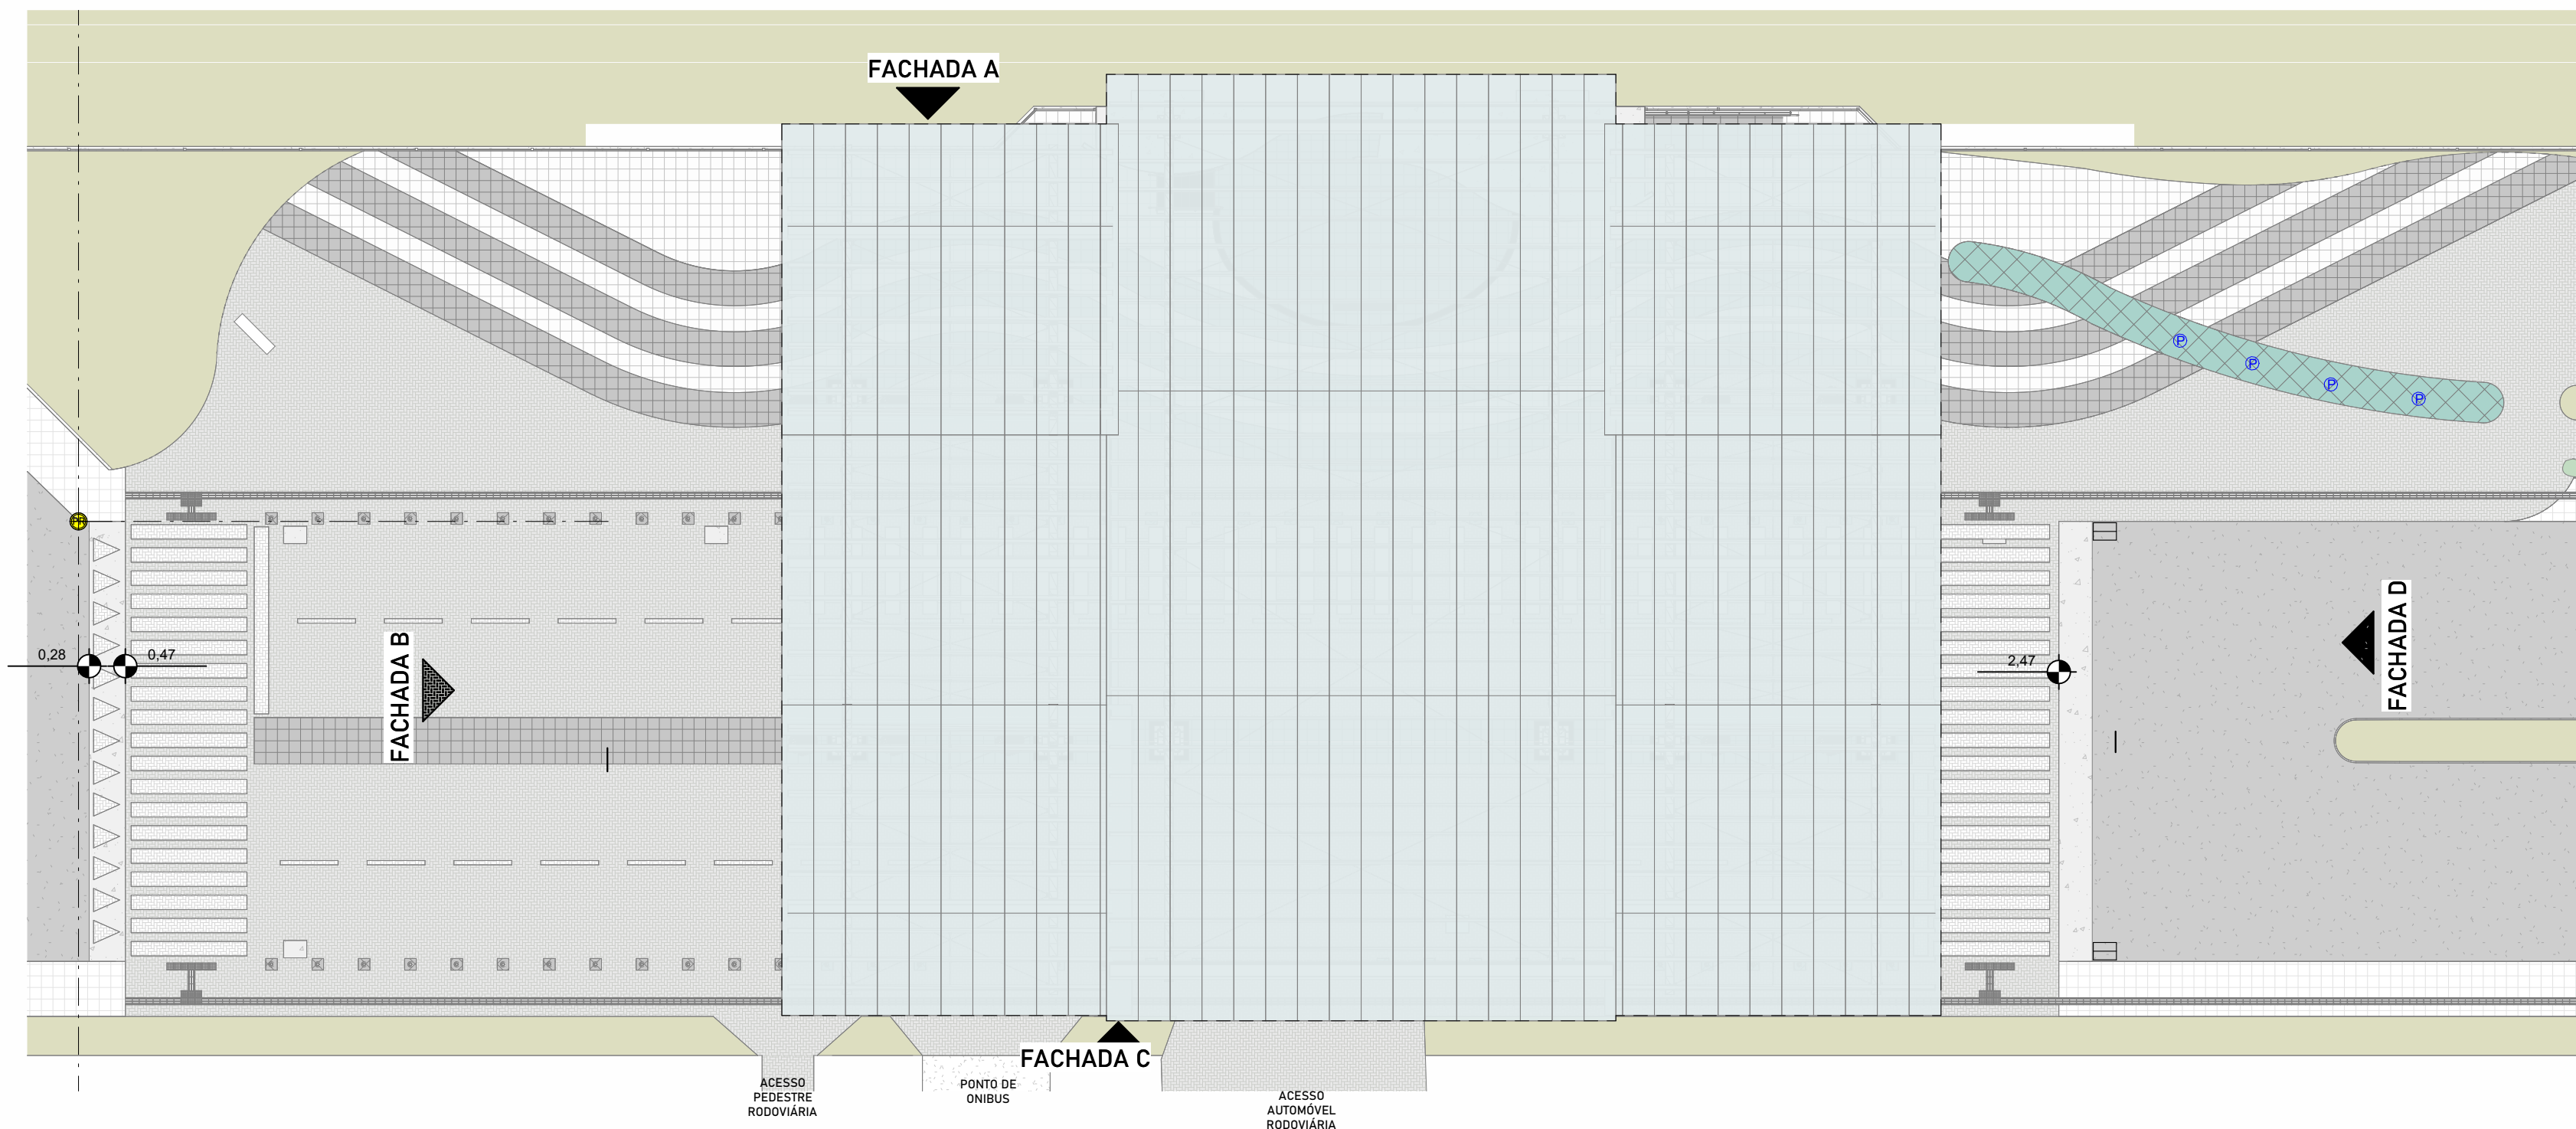 FACHADA A
P
P
P
P
PR
FACHADA B
FACHADA D
0,28
0,47
2,47
FACHADA C
ACESSO
PEDESTRE
RODOVIÁRIA
PONTO DE
ONIBUS
ACESSO
AUTOMÓVEL
RODOVIÁRIA